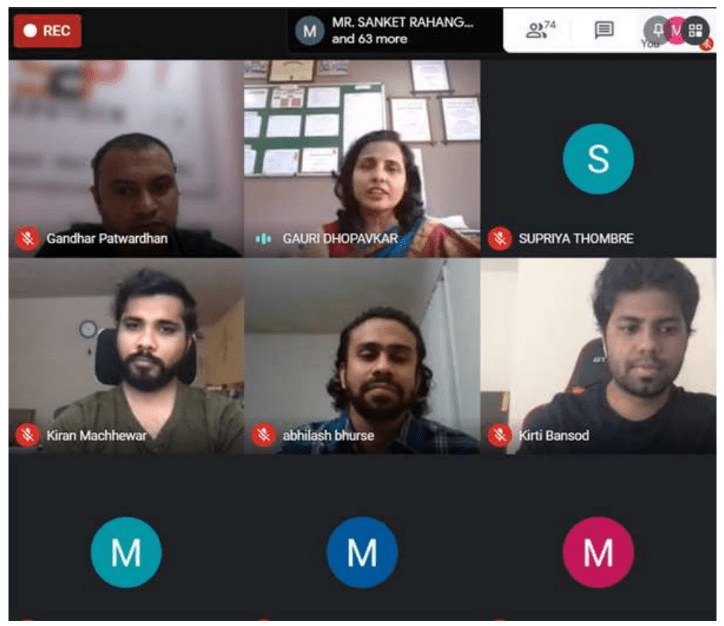 REC
M
MR. SANKET RAHANG...
and 63 more
74
M
You
Gandhar Patwardhan
GAURI DHOPAVKAR
S
SUPRIYA THOMBRE
Kiran Machhewar
abhilash bhurse
Kirti Bansod
M
M
M